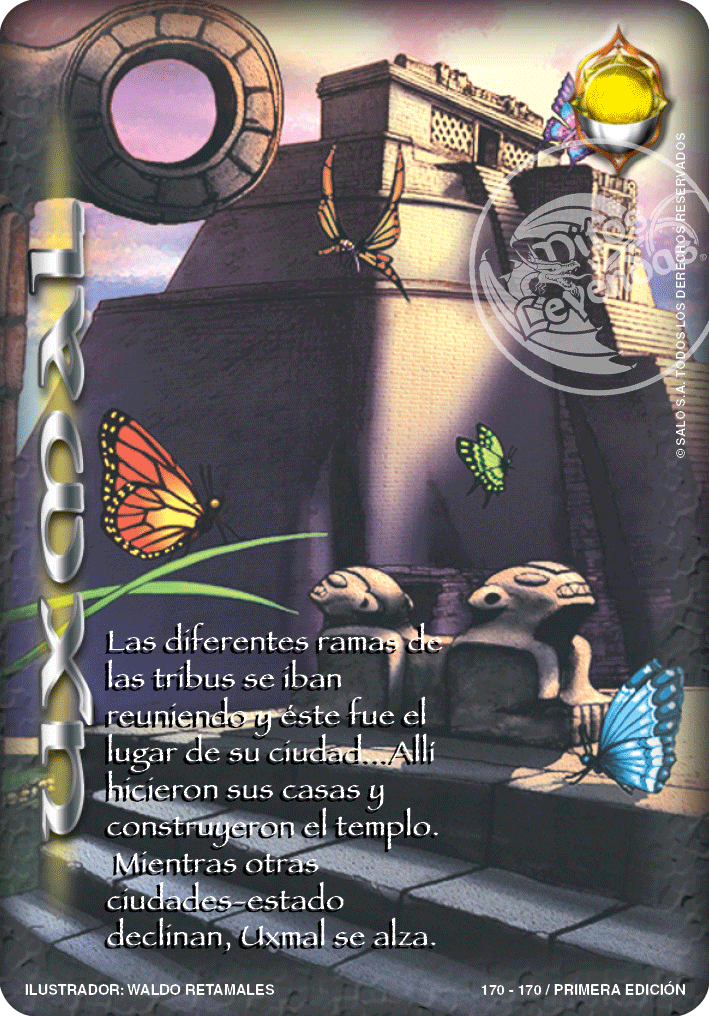 UXMAL
Mitos y Leyendas
© SALO S.A. TODOS LOS DERECHOS RESERVADOS
Las diferentes ramas de
las tribus se iban
reuniendo y éste fue el
lugar de su ciudad...Allí
hicieron sus casas y
construyeron el templo.
Mientras otras
ciudades-estado
declinan, Uxmal se alza.
ILUSTRADOR: WALDO RETAMALES
170 - 170 / PRIMERA EDICIÓN